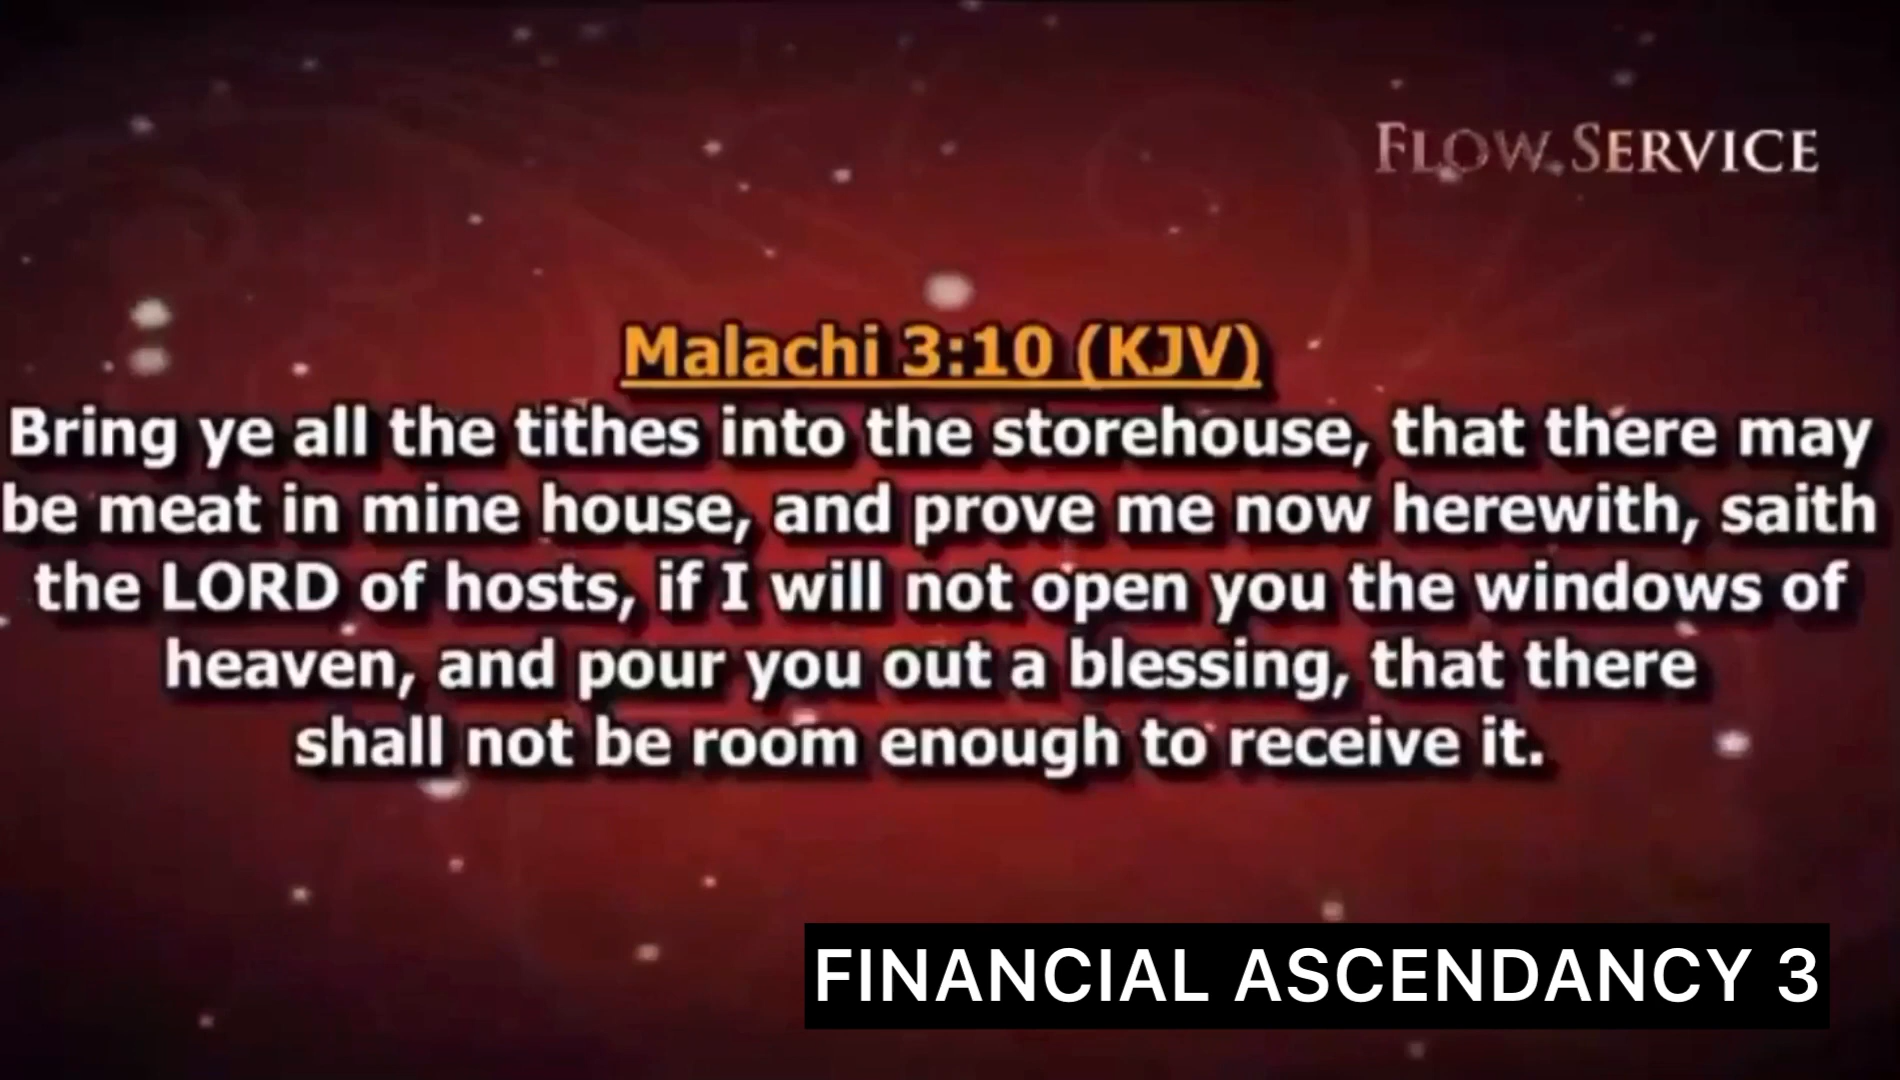 FLOW SERVICE
Malachi 3:10 (KJV)
Bring ye all the tithes into the storehouse, that there may
be meat in mine house, and prove me now herewith, saith
the LORD of hosts, if I will not open you the windows of
heaven, and pour you out a blessing, that there
shall not be room enough to receive it.
FINANCIAL ASCENDANCY 3